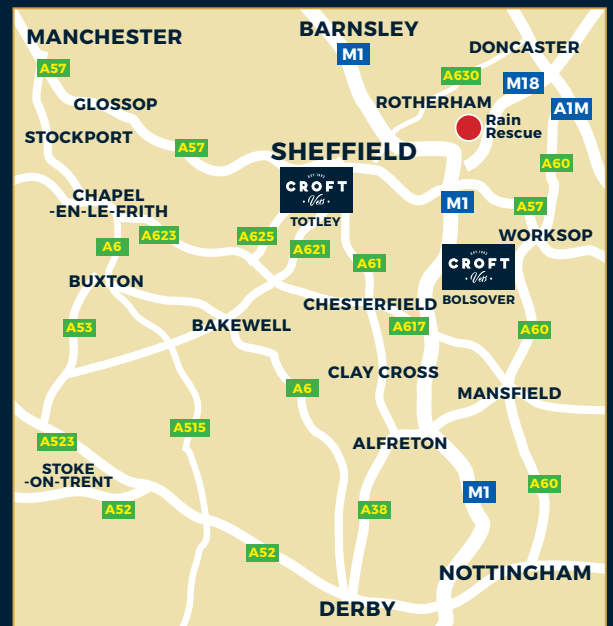 MANCHESTER
BARNSLEY
M1
DONCASTER
A57
A630
M18
GLOSSOP
ROTHERHAM
A1M
Rain
Rescue
STOCKPORT
A57
SHEFFIELD
A60
CROFT
Vets
TOTLEY
CHAPEL
-EN-LE-FRITH
M1
A57
A623
A6
A625
A621
WORKSOP
A61
CROFT
Vets
BOLSOVER
BUXTON
CHESTERFIELD
A53
BAKEWELL
A617
A60
CLAY CROSS
A6
MANSFIELD
A515
A523
ALFRETON
STOKE
-ON-TRENT
M1
A60
A52
A38
A52
NOTTINGHAM
DERBY